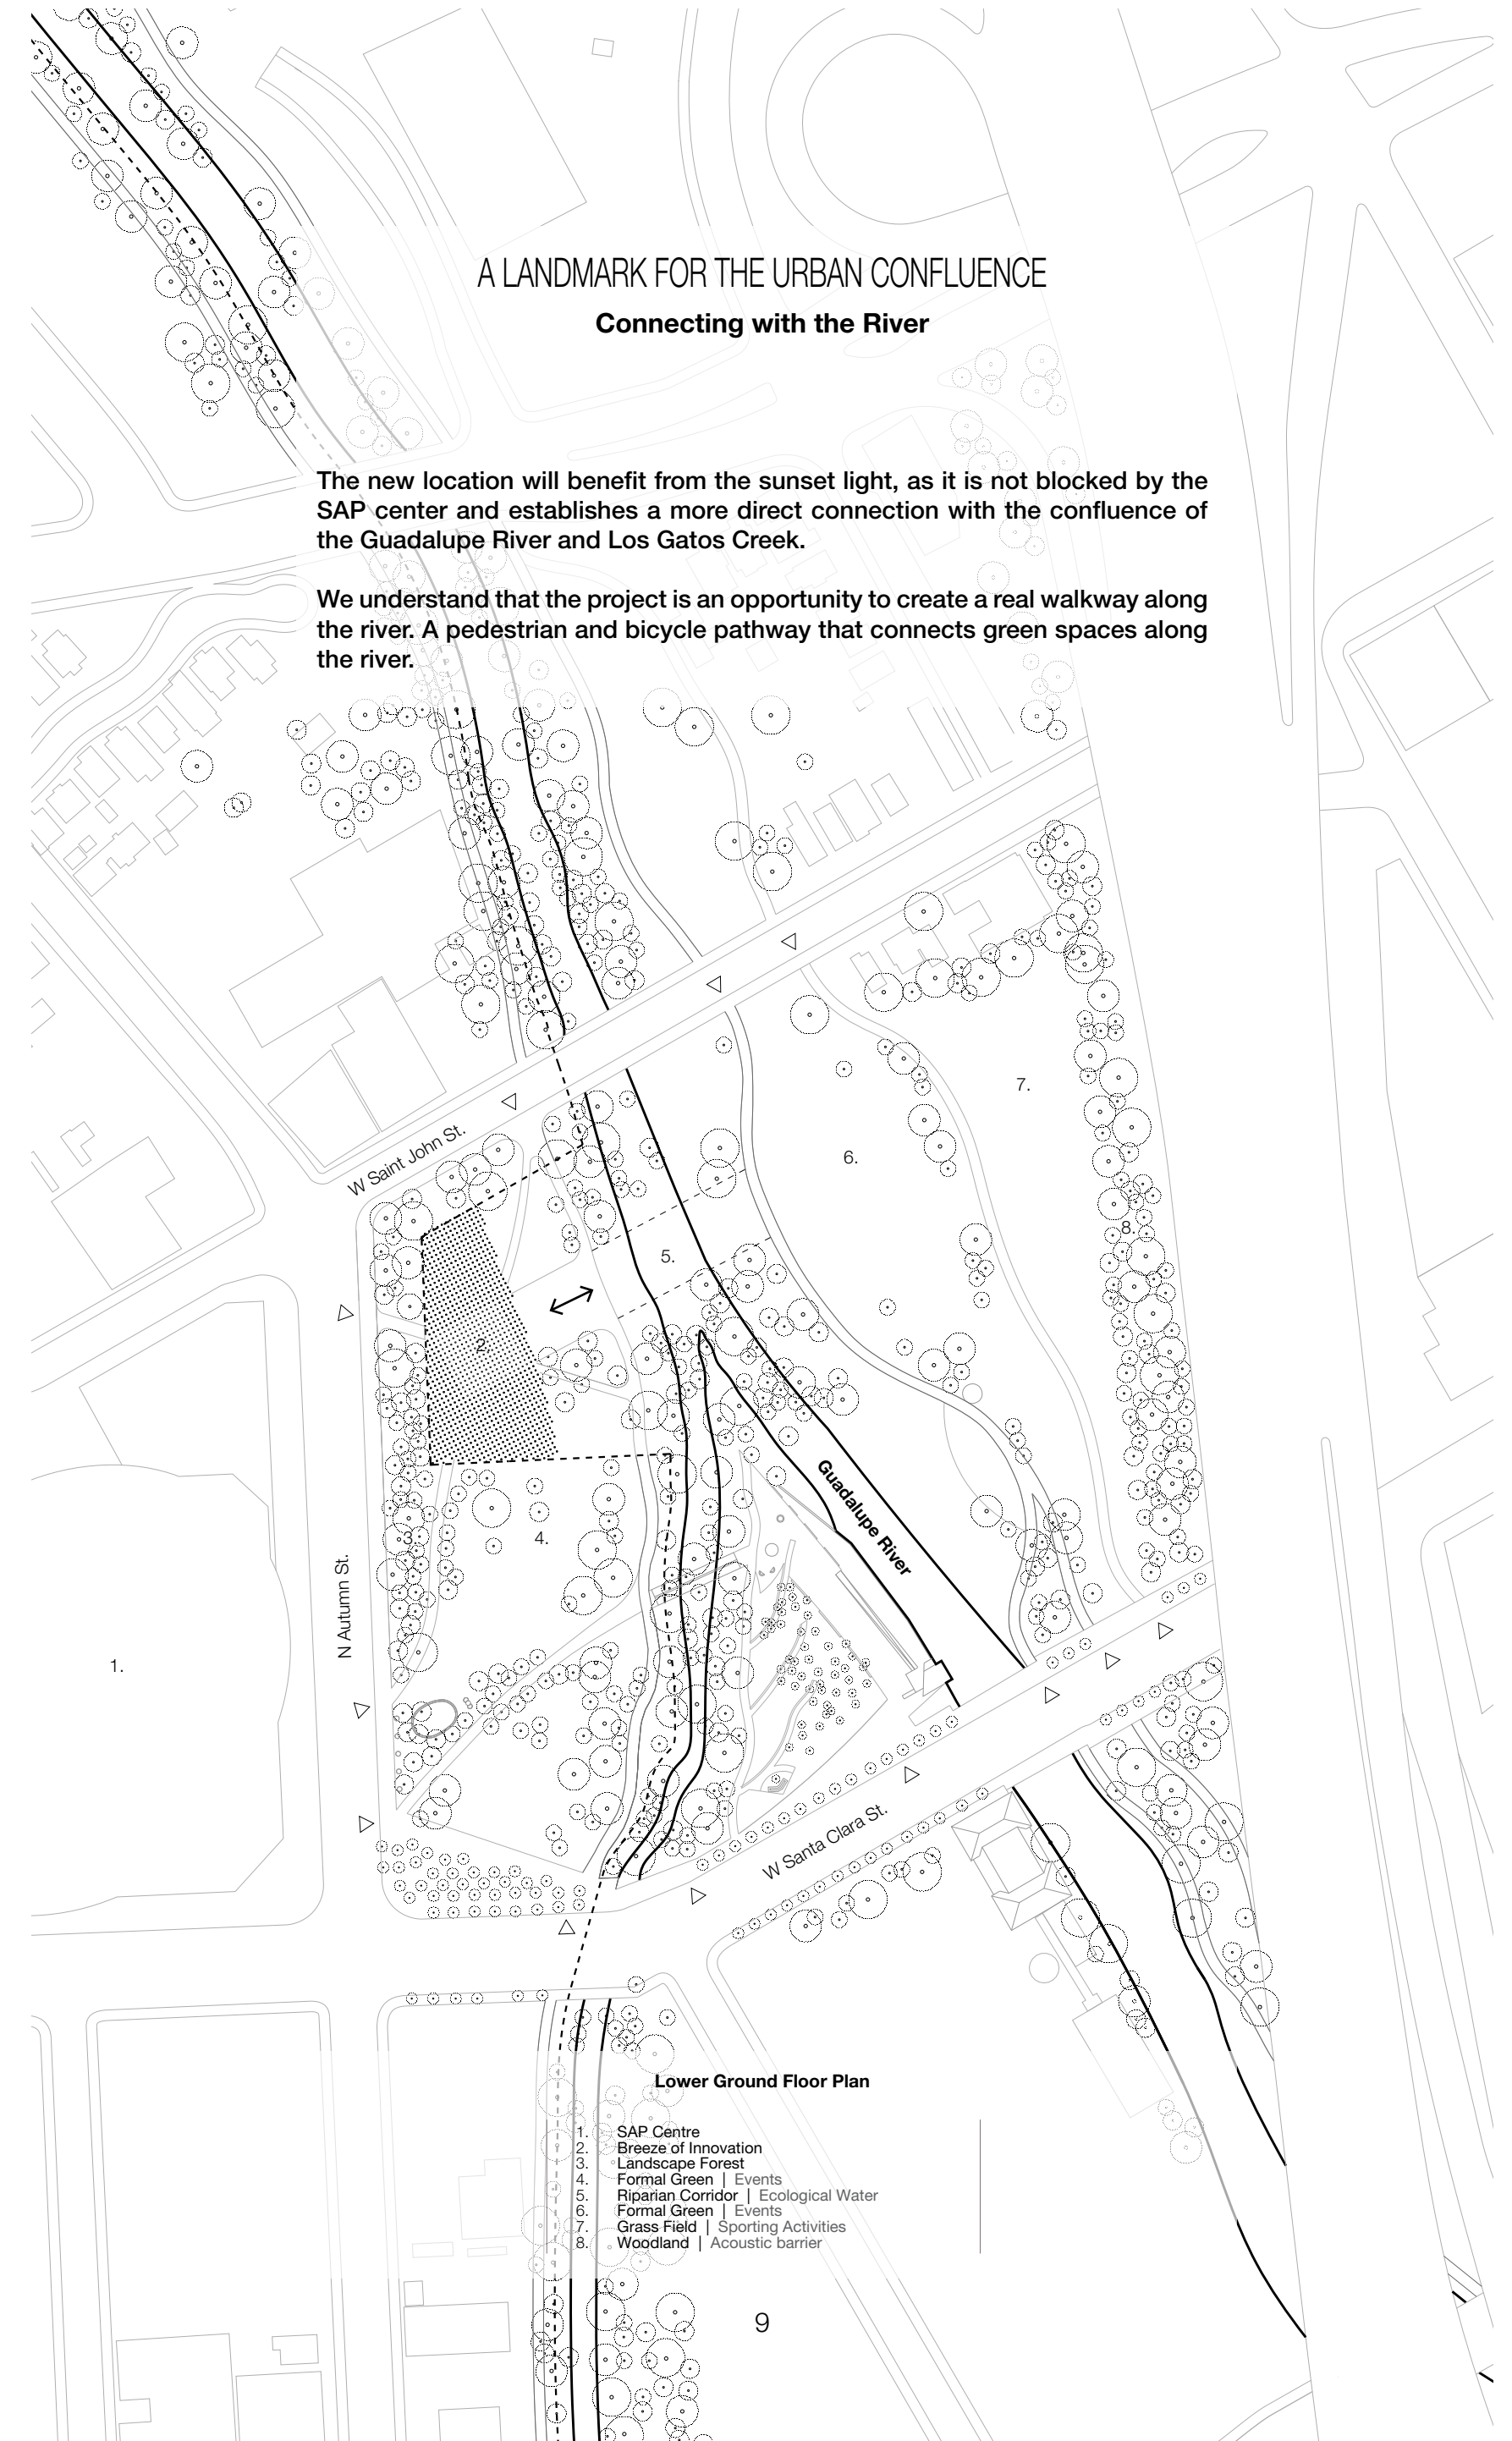 A LANDMARK FOR THE URBAN CONFLUENCE
Connecting with the River
The new location will benefit from the sunset light, as it is not blocked by the
SAP center and establishes a more direct connection with the confluence of
the Guadalupe River and Los Gatos Creek.
We understand that the project is an opportunity to create a real walkway along
the river. A pedestrian and bicycle pathway that connects green spaces along
the river.
7.
W Saint John St.
6.
8.
5.
2.
Guadalupe River
3.
4.
N Autumn St.
1.
W Santa Clara St.
Lower Ground Floor Plan
1. SAP Centre
2. Breeze of Innovation
3. Landscape Forest
4. Formal Green | Events
5. Riparian Corridor | Ecological Water
6. Formal Green | Events
7. Grass Field | Sporting Activities
8. Woodland | Acoustic barrier
9